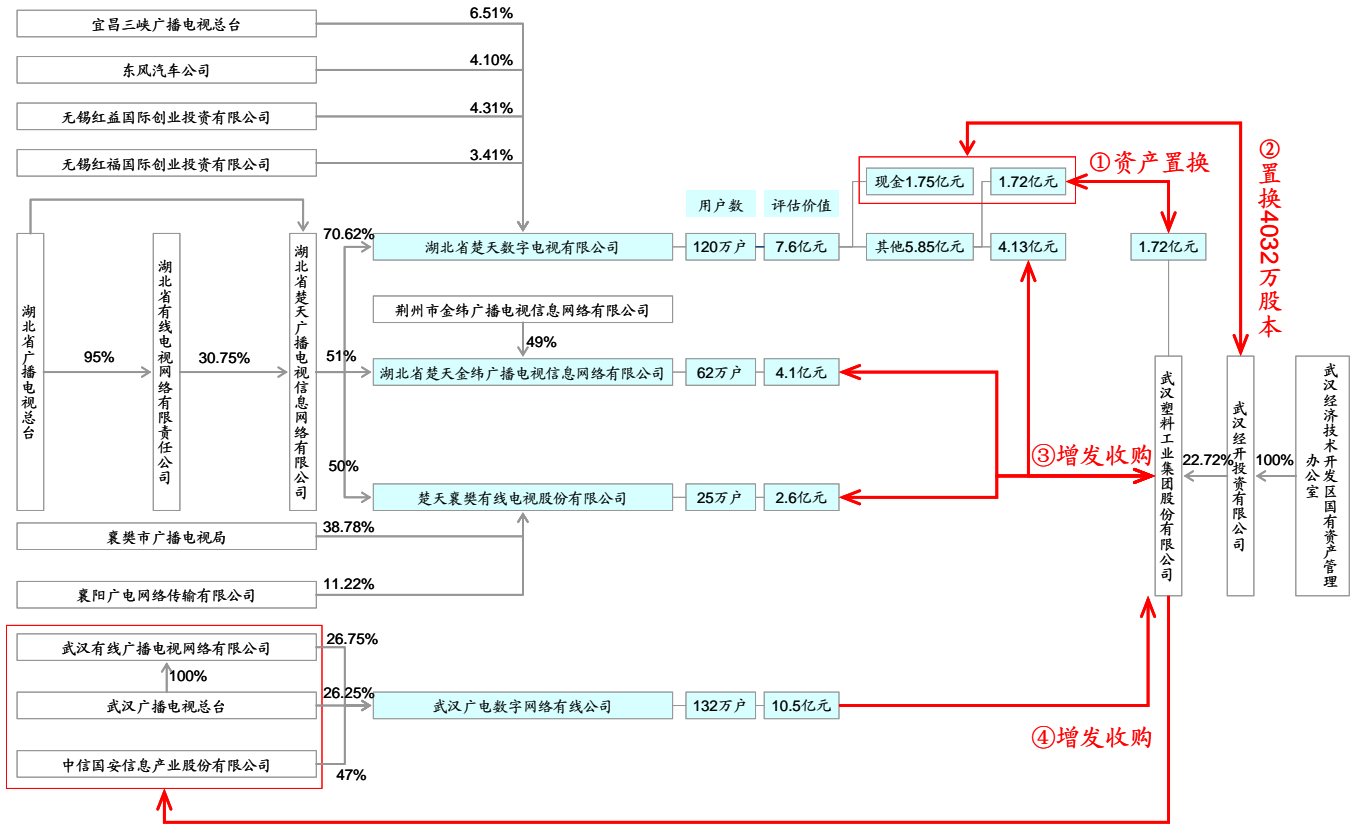 宜昌三峡广播电视总台
6.51%
东风汽车公司
4.10%
无锡红益国际创业投资有限公司
4.31%
无锡红福国际创业投资有限公司
3.41%
①资产置换
②置换4032万股本
现金1.75亿元
1.72亿元
用户数
评估价值
70.62%
湖北省楚天数字电视有限公司
120万户
7.6亿元
其他5.85亿元
4.13亿元
1.72亿元
湖北省广播电视总台
95%
湖北省有线电视网络有限责任公司
30.75%
湖北省楚天广播电视信息网络有限公司
荆州市金纬广播电视信息网络有限公司
49%
51%
湖北省楚天金纬广播电视信息网络有限公司
62万户
4.1亿元
③增发收购
50%
楚天襄樊有线电视股份有限公司
25万户
2.6亿元
武汉塑料工业集团股份有限公司
22.72%
武汉经开投资有限公司
100%
武汉经济技术开发区国有资产管理
办公室
襄樊市广播电视局
38.78%
襄阳广电网络传输有限公司
11.22%
武汉有线广播电视网络有限公司
26.75%
100%
武汉广播电视总台
26.25%
武汉广电数字网络有线公司
132万户
10.5亿元
④增发收购
中信国安信息产业股份有限公司
47%